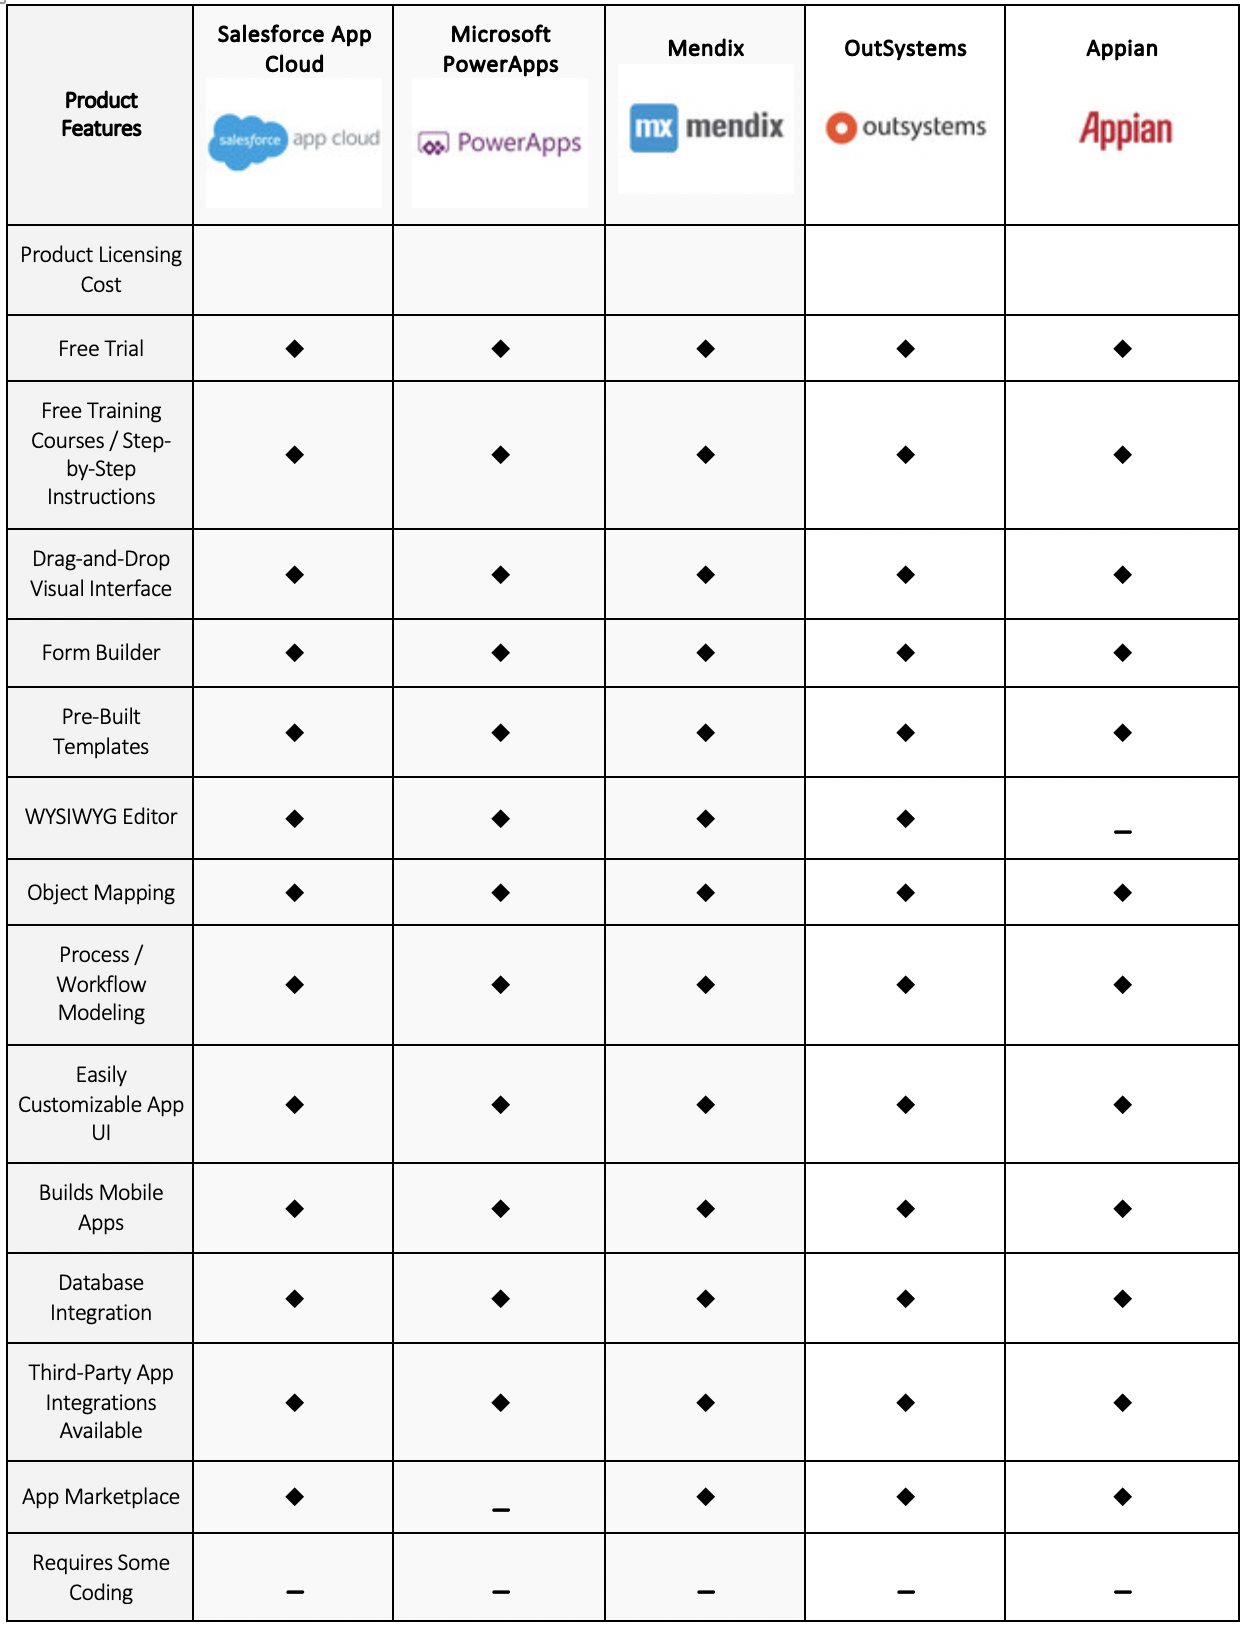 Product
Features
Salesforce App
Cloud
salesforce app cloud
Microsoft
PowerApps
PowerApps
Mendix
mx mendix
OutSystems
outsystems
Appian
Appian
Product Licensing
Cost
Free Trial ◆ ◆ ◆ ◆ ◆
Free Training
Courses / Step-
by-Step
Instructions
◆ ◆ ◆ ◆ ◆
Drag-and-Drop
Visual Interface
◆ ◆ ◆ ◆ ◆
Form Builder ◆ ◆ ◆ ◆ ◆
Pre-Built
Templates
◆ ◆ ◆ ◆ ◆
WYSIWYG Editor ◆ ◆ ◆ ◆ –
Object Mapping ◆ ◆ ◆ ◆ ◆
Process /
Workflow
Modeling
◆ ◆ ◆ ◆ ◆
Easily
Customizable App
UI
◆ ◆ ◆ ◆ ◆
Builds Mobile
Apps
◆ ◆ ◆ ◆ ◆
Database
Integration
◆ ◆ ◆ ◆ ◆
Third-Party App
Integrations
Available
◆ ◆ ◆ ◆ ◆
App Marketplace ◆ – ◆ ◆ ◆
Requires Some
Coding
– – – – –